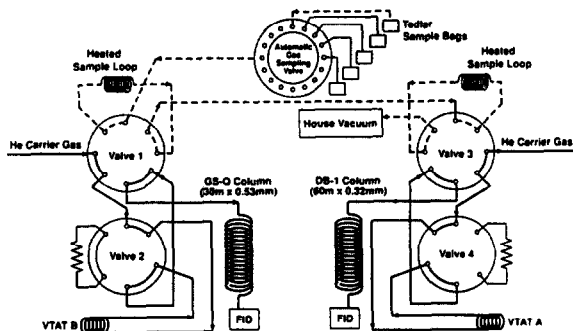 Tedlar
Sample Bags
Heated
Sample Loop
Automatic
Gas
Sampling
Valve
Heated
Sample Loop
House Vacuum
He Carrier Gas
Valve 1
Valve 3
He Carrier Gas
GS-Q Column
(30m x 0.53mm)
DB-1 Column
(60m x 0.32mm)
Valve 2
Valve 4
FID
FID
VTAT B
VTAT A